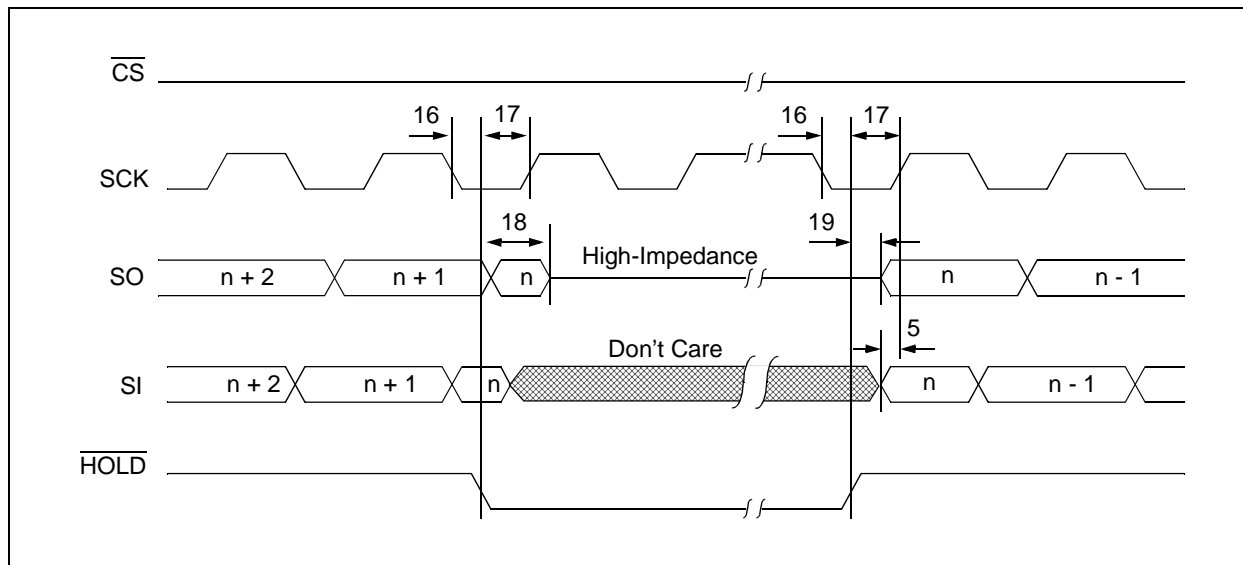 CS
16 17 16 17
SCK
18 19
High-Impedance
SO n + 2 n + 1 n n n - 1
5
Don't Care
SI n + 2 n + 1 n n n - 1
HOLD